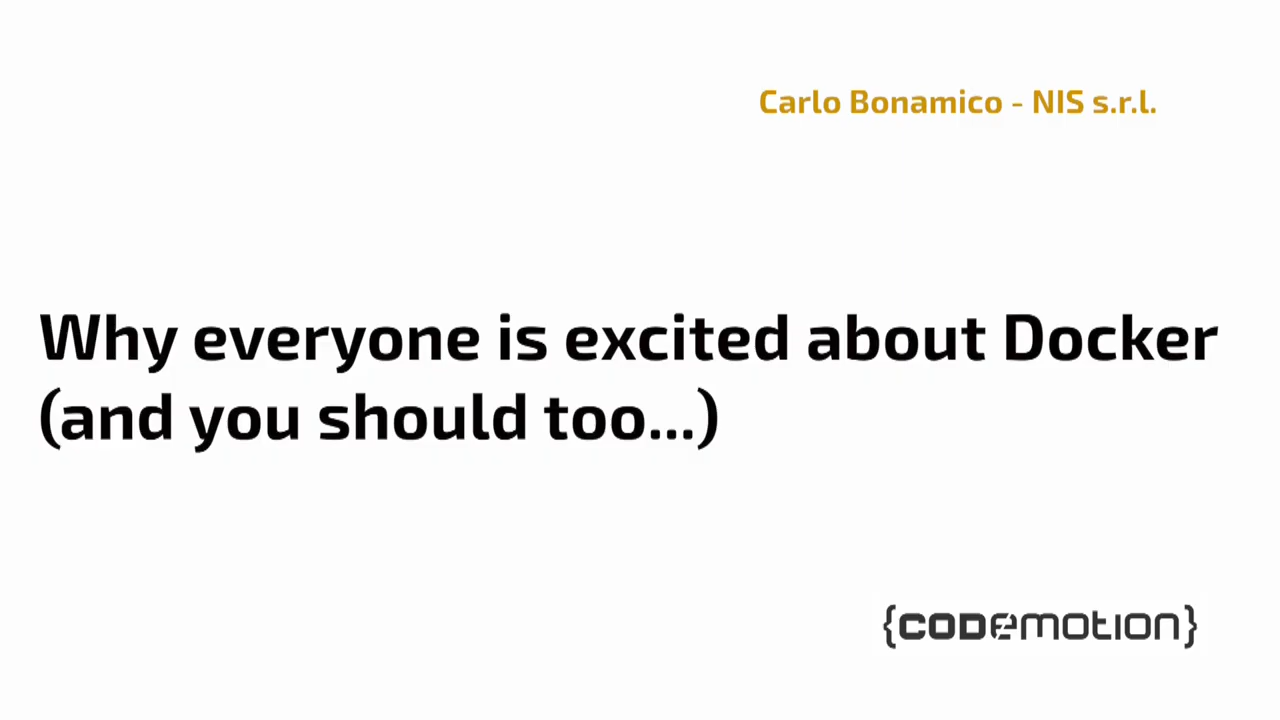 Carlo Bonamico - NIS s.r.l.
Why everyone is excited about Docker
(and you should too...)
{CODEMOTION}